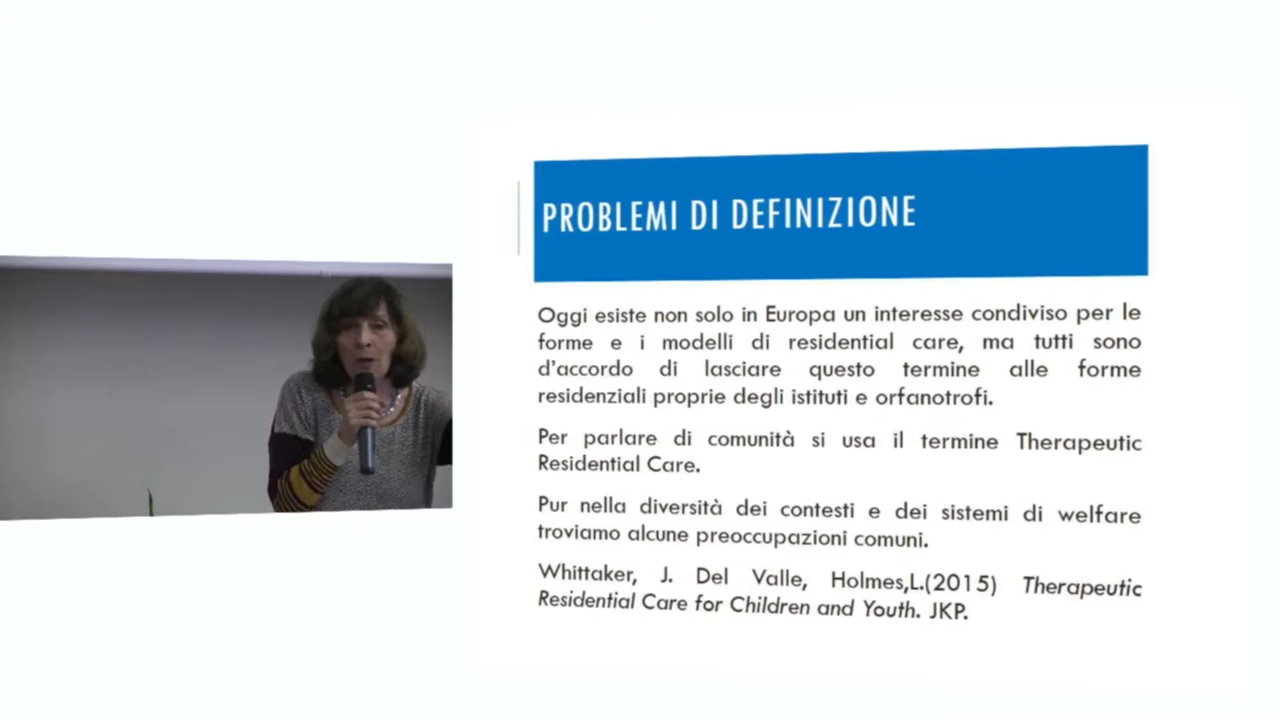 PROBLEMI DI DEFINIZIONE
Oggi esiste non solo in Europa un interesse condiviso per le
forme e i modelli di residential care, ma tutti sono
d'accordo di lasciare questo termine alle forme
residenziali proprie degli istituti e orfanotrofi.
Per parlare di comunità si usa il termine Therapeutic
Residential Care.
Pur nella diversità dei contesti e dei sistemi di welfare
troviamo alcune preoccupazioni comuni.
Whittaker, J. Del Valle, Holmes,L.(2015) Therapeutic
Residential Care for Children and Youth. JKP.